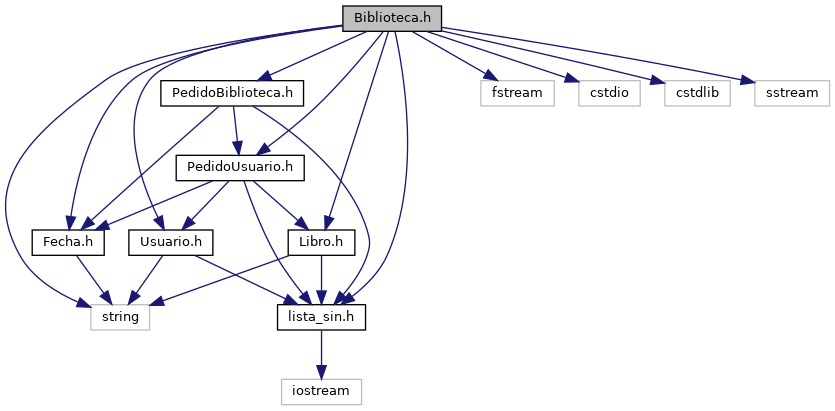 Biblioteca.h
PedidoBiblioteca.h
fstream
cstdio
cstdlib
sstream
PedidoUsuario.h
Fecha.h
Usuario.h
Libro.h
string
lista_sin.h
iostream